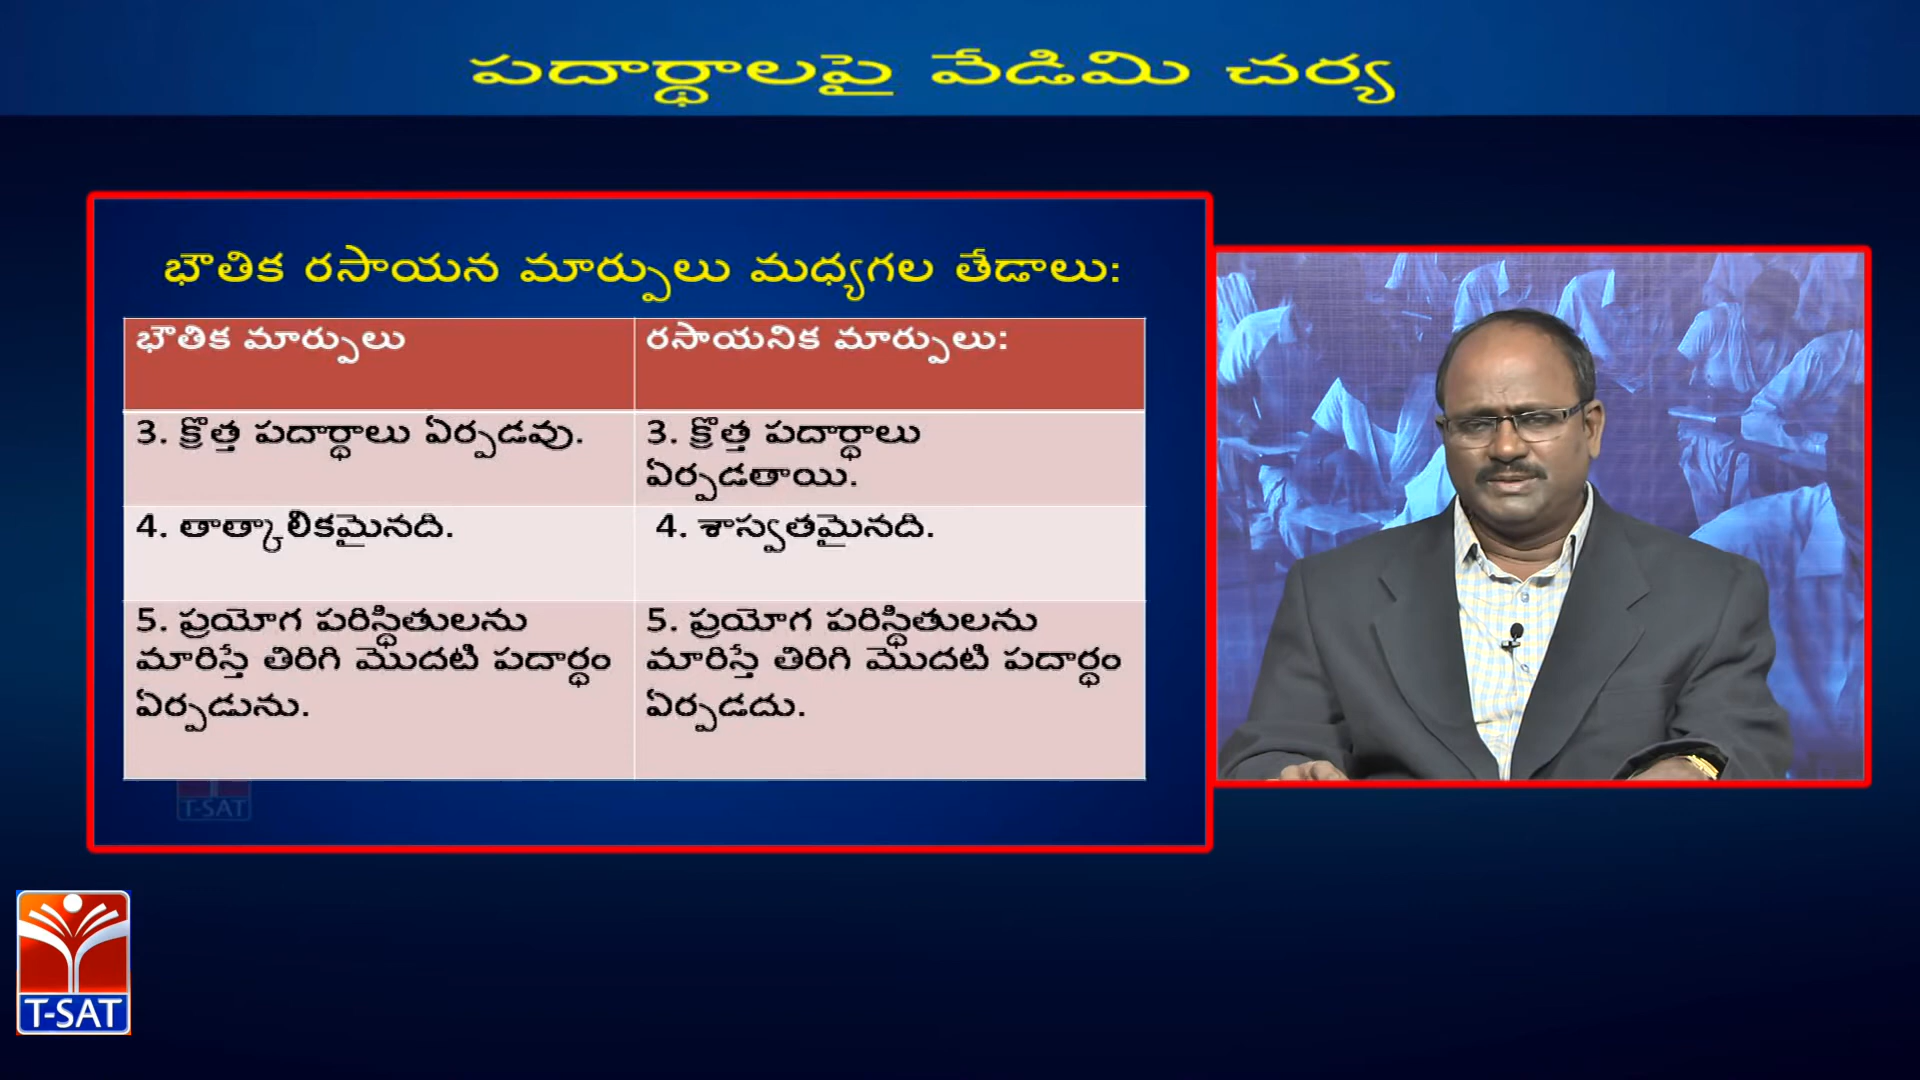 పదార్థాలపై వేడిమి చర్య
భౌతిక రసాయన మార్పులు మధ్యగల తేడాలు:
భౌతిక మార్పులు
రసాయనిక మార్పులు:
3. క్రొత్త పదార్థాలు ఏర్పడవు.
3. క్రొత్త పదార్థాలు
ఏర్పడతాయి.
4. తాత్కాలికమైనది.
4. శాస్వతమైనది.
5. ప్రయోగ పరిస్థితులను
మారిస్తే తిరిగి మొదటి పదార్థం
ఏర్పడును.
5. ప్రయోగ పరిస్థితులను
మారిస్తే తిరిగి మొదటి పదార్థం
ఏర్పడదు.
T-SAT
T-SAT